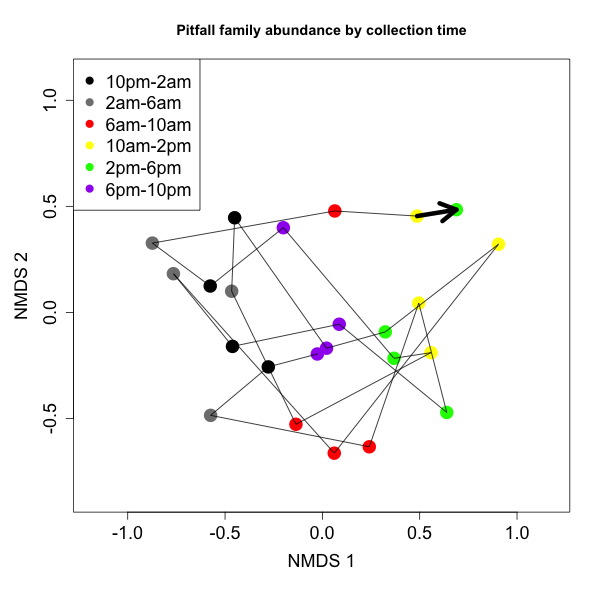 Pitfall family abundance by collection time
10pm-2am
2am-6am
6am-10am
10am-2pm
2pm-6pm
6pm-10pm
1.0
0.5
0.0
-0.5
NMDS 2
-1.0 -0.5 0.0 0.5 1.0
NMDS 1